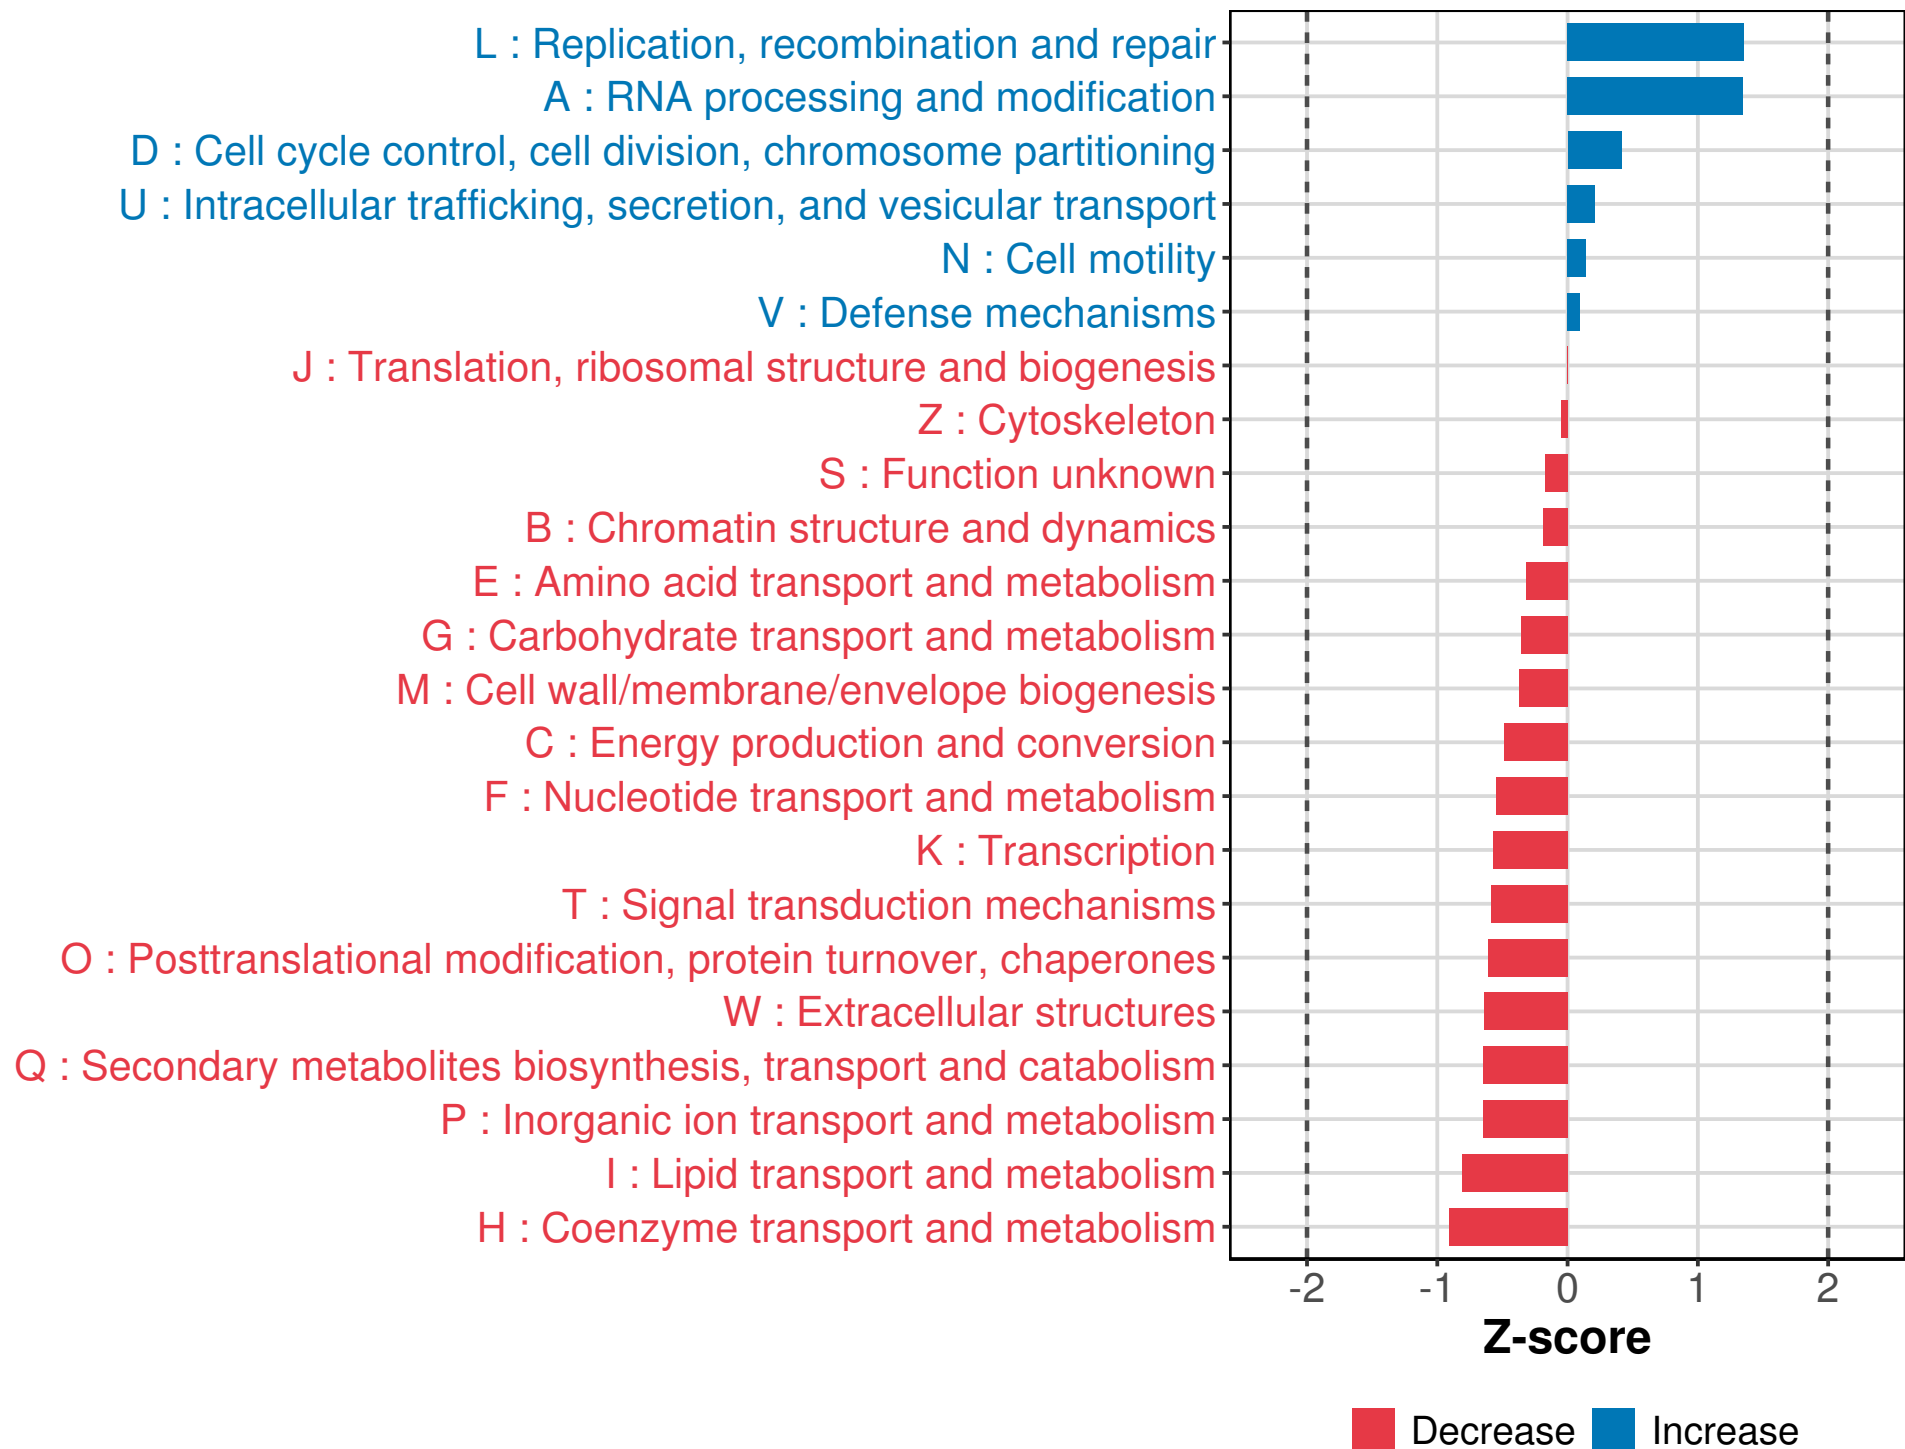 L : Replication, recombination and repair
A : RNA processing and modification
D : Cell cycle control, cell division, chromosome partitioning
U : Intracellular trafficking, secretion, and vesicular transport
N : Cell motility
V : Defense mechanisms
J : Translation, ribosomal structure and biogenesis
Z : Cytoskeleton
S : Function unknown
B : Chromatin structure and dynamics
E : Amino acid transport and metabolism
G : Carbohydrate transport and metabolism
M : Cell wall/membrane/envelope biogenesis
C : Energy production and conversion
F : Nucleotide transport and metabolism
K : Transcription
T : Signal transduction mechanisms
O : Posttranslational modification, protein turnover, chaperones
W : Extracellular structures
Q : Secondary metabolites biosynthesis, transport and catabolism
P : Inorganic ion transport and metabolism
I : Lipid transport and metabolism
H : Coenzyme transport and metabolism
-2 -1 0 1 2
Z-score
Decrease Increase